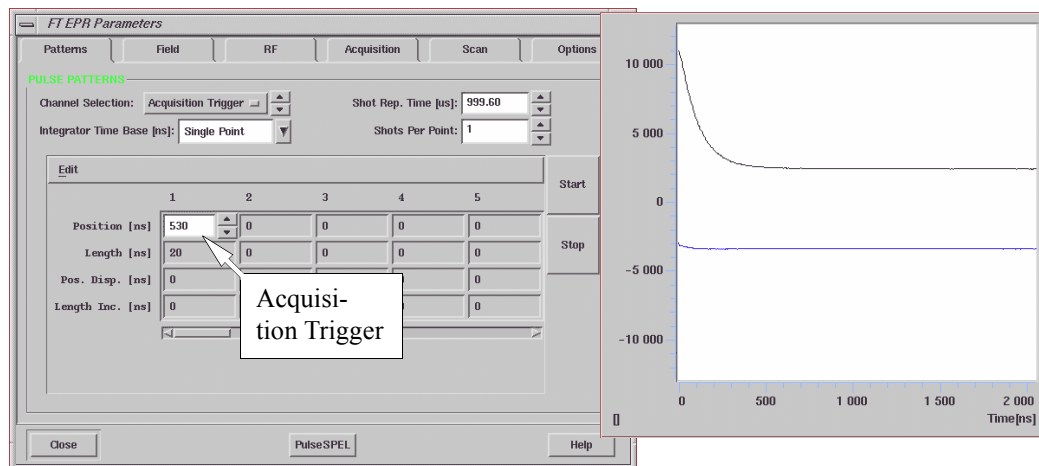 FT EPR Parameters
Patterns Field RF Acquisition Scan Options
PULSE PATTERNS
Channel Selection: Acquisition Trigger Shot Rep. Time [us]: 999.60
Integrator Time Base [ns]: Single Point Shots Per Point: 1
Edit
Start
Stop
1 2 3 4 5
Position [ns] 530 0 0 0 0
Length [ns] 20 0 0 0 0
Pos. Disp. [ns] 0 0 0
Length Inc. [ns] 0 0 0
Acquisi-
tion Trigger
Close PulseSPEL Help
10 000
5 000
0
-5 000
-10 000
0 500 1 000 1 500 2 000
[] Time[ns]